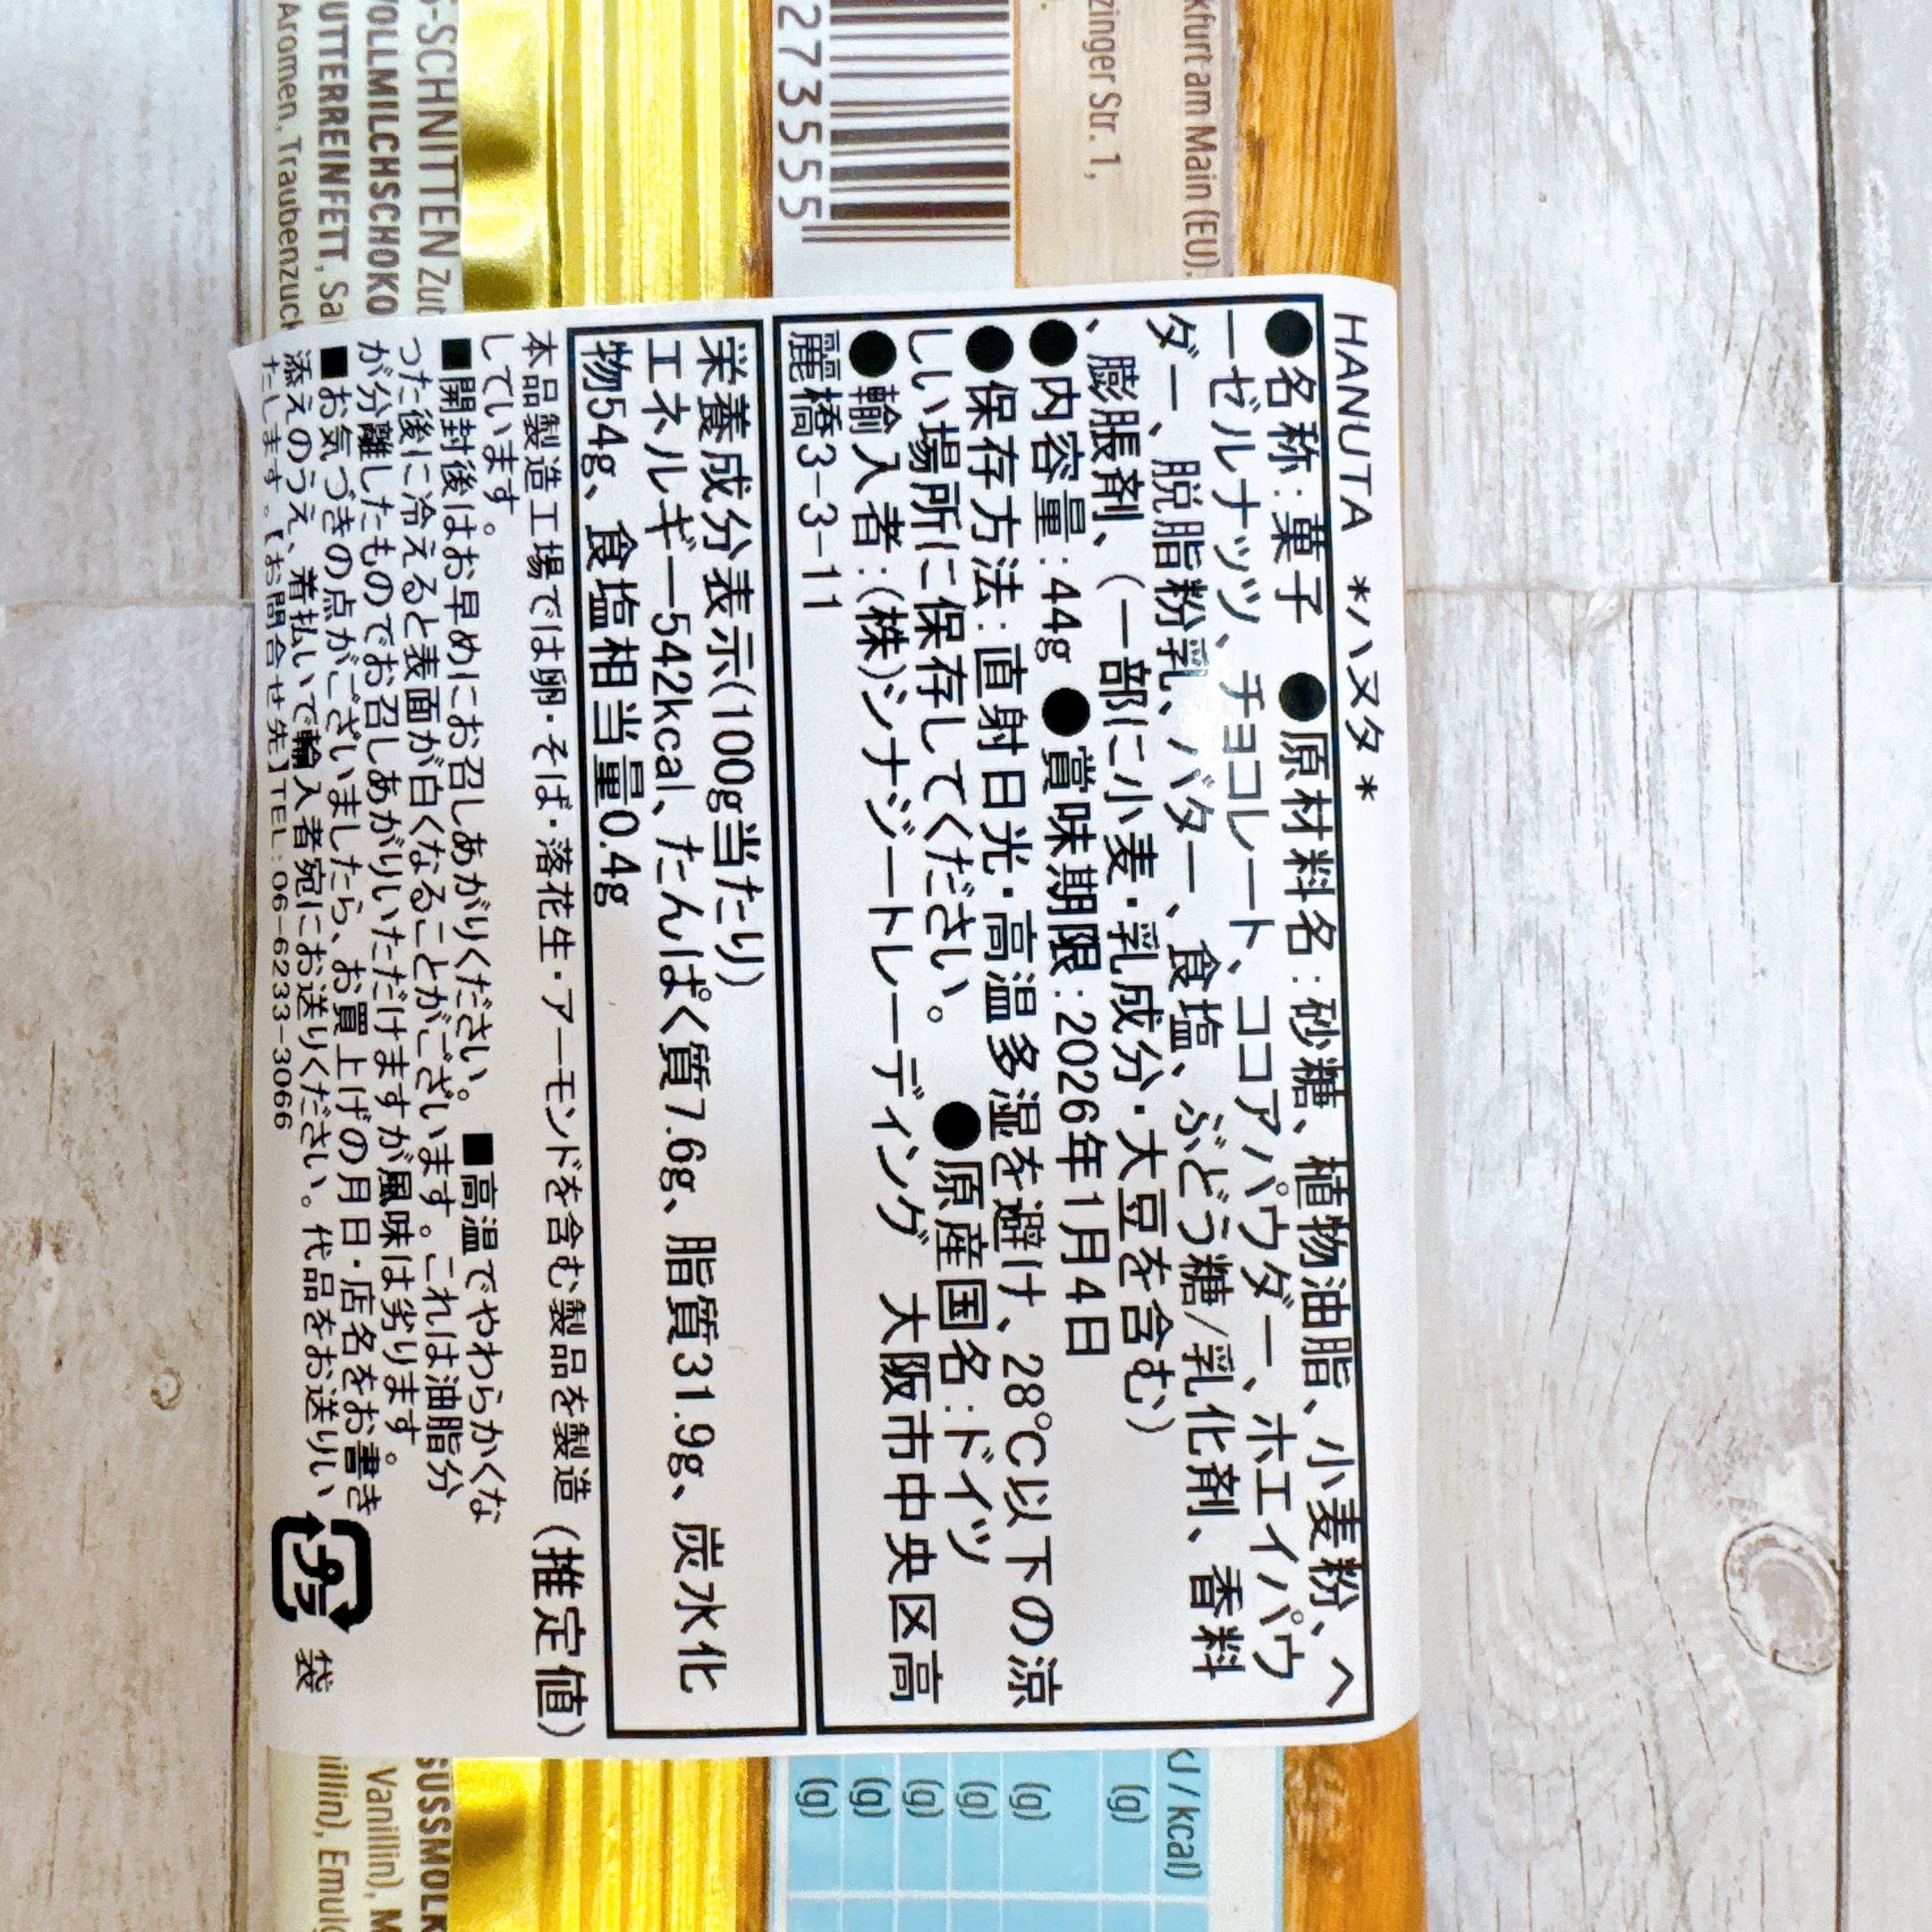 HANUTA *ハヌタ*
●名称:菓子 ●原材料名:砂糖、植物油脂、小麦粉、ヘ
ーゼルナッツ、チョコレート、ココアパウダー、ホエイパウ
ダー、脱脂粉乳、バター、食塩、ぶどう糖/乳化剤、香料
、膨脹剤、(一部に小麦・乳成分・大豆を含む)
●内容量:44g ●賞味期限:2026年1月4日
●保存方法:直射日光・高温多湿を避け、28℃以下の涼
しい場所に保存してください。 ●原産国名:ドイツ
●輸入者:(株)シナジートレーディング 大阪市中央区高
麗橋3-3-11
栄養成分表示(100g当たり)
エネルギー542kcal、たんぱく質7.6g、脂質31.9g、炭水化
物54g、食塩相当量0.4g
(推定値)
本品製造工場では卵・そば・落花生・アーモンドを含む製品を製造
しています。
■開封後はお早めにお召しあがりください。 ■高温でやわらかくな
った後に冷えると表面が白くなることがございます。これは油脂分
が分離したものでお召しあがりいただけますが風味は劣ります。
■お気づきの点がございましたら、お買上げの月日・店名をお書き
添えのうえ、着払いで輸入者宛にお送りください。代品をお送りい
たします。【お問合せ先】TEL:06-6233-3066
プラ
袋
kfurt am Main (EU).
zinger Str. 1,
273555
-SCHNITTEN
VOLLMILCHSCHOKO
UTTERREINFETT, Sa
Aromen, Traubenzuck
kJ / kcal)
(g)
(g)
(g)
(g)
(g)
(g)
SÜSSMOLK
Vanillin), M
illin), Emulg